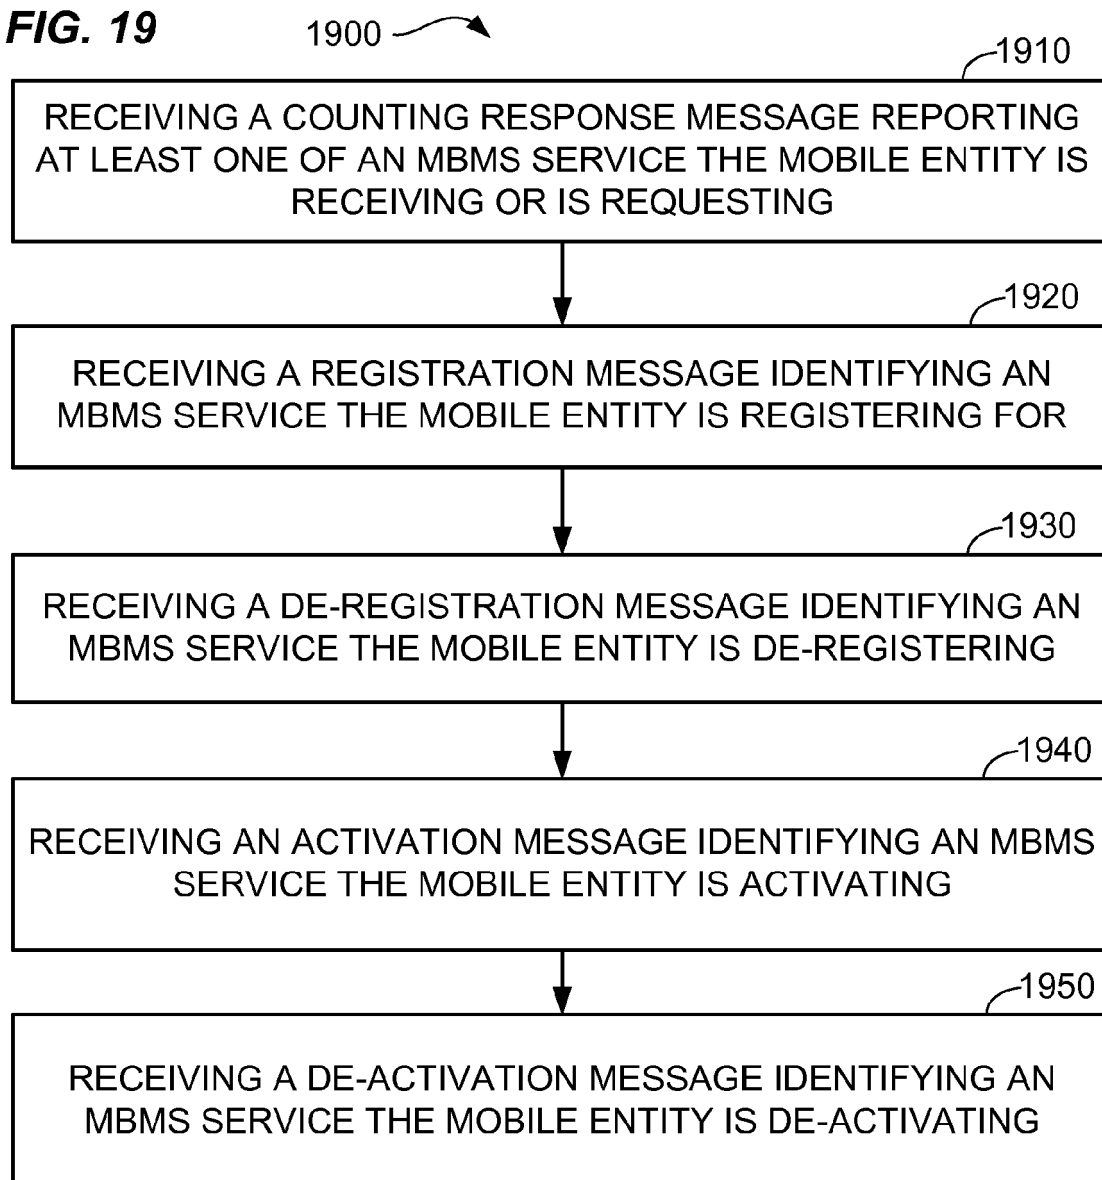 FIG. 19
1900
1910
RECEIVING A COUNTING RESPONSE MESSAGE REPORTING
AT LEAST ONE OF AN MBMS SERVICE THE MOBILE ENTITY IS
RECEIVING OR IS REQUESTING
1920
RECEIVING A REGISTRATION MESSAGE IDENTIFYING AN
MBMS SERVICE THE MOBILE ENTITY IS REGISTERING FOR
1930
RECEIVING A DE-REGISTRATION MESSAGE IDENTIFYING AN
MBMS SERVICE THE MOBILE ENTITY IS DE-REGISTERING
1940
RECEIVING AN ACTIVATION MESSAGE IDENTIFYING AN MBMS
SERVICE THE MOBILE ENTITY IS ACTIVATING
1950
RECEIVING A DE-ACTIVATION MESSAGE IDENTIFYING AN
MBMS SERVICE THE MOBILE ENTITY IS DE-ACTIVATING